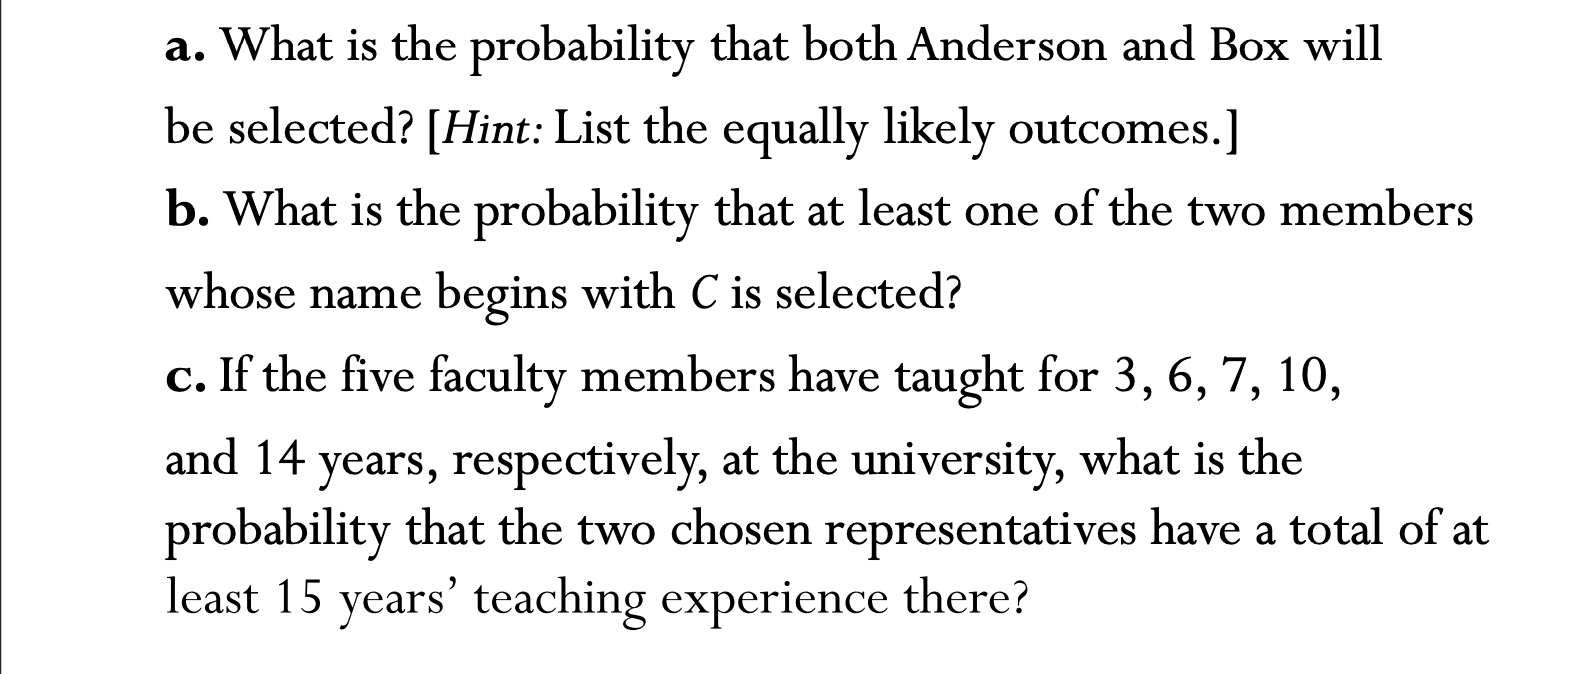 a. What is the probability that both Anderson and Box will
be selected? [Hint: List the equally likely outcomes.]
b. What is the probability that at least one of the two members
whose name begins with C is selected?
c. If the five faculty members have taught for 3, 6, 7, 10,
and 14 years, respectively, at the university, what is the
probability that the two chosen representatives have a total of at
least 15 years’ teaching experience there?